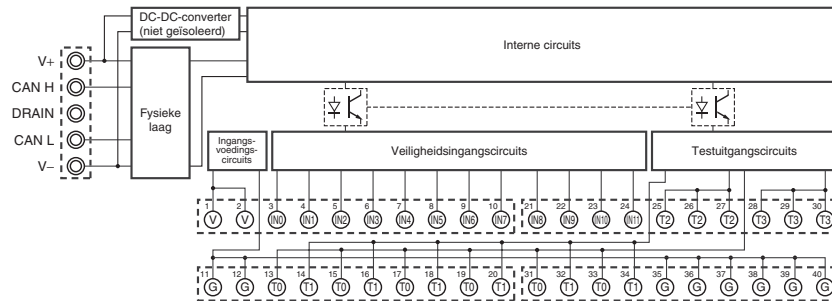 DC-DC-converter
(niet geïsoleerd)
Interne circuits
V+
CAN H
DRAIN
CAN L
V–
Fysieke
laag
Ingangs-
voedings-
circuits
Veiligheidsingangscircuits
Testuitgangscircuits
1 2 3 4 5 6 7 8 9 10
V V IN0 IN1 IN2 IN3 IN4 IN5 IN6 IN7
21 22 23 24 25 26 27 28 29 30
IN8 IN9 IN10 IN11 T2 T2 T2 T3 T3 T3
11 12 13 14 15 16 17 18 19 20
G G T0 T1 T0 T1 T0 T1 T0 T1
31 32 33 34 35 36 37 38 39 40
T0 T1 T0 T1 G G G G G G